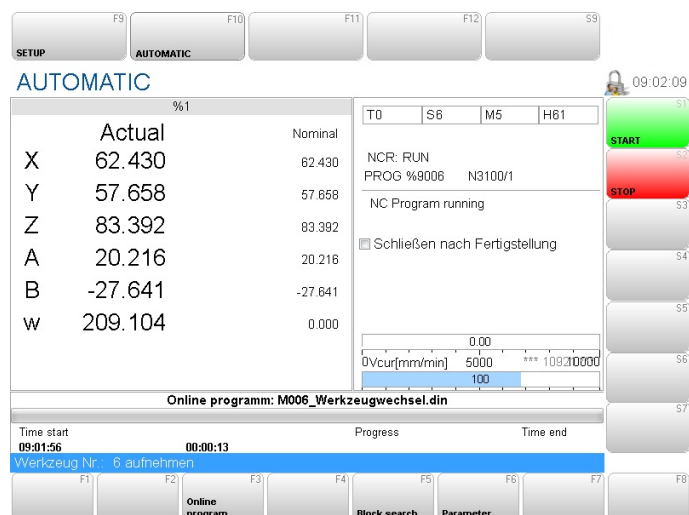 F9 F10 F11 F12 S9
SETUP AUTOMATIC
AUTOMATIC 09:02:09
%1
Actual Nominal
X 62.430 62.430
Y 57.658 57.658
Z 83.392 83.392
A 20.216 20.216
B -27.641 -27.641
w 209.104 0.000
T0 S6 M5 H61
NCR: RUN
PROG %9006 N3100/1
NC Program running
Schließen nach Fertigstellung
0.00
0Vcur[mm/min] 5000 ***
100
S1
START
S2
STOP
S3
S4
S5
S6
S7
Online programm: M006_Werkzeugwechsel.din
Time start Progress Time end
09:01:56 00:00:13
Werkzeug Nr.: 6 aufnehmen
F1 F2 F3 F4 F5 F6 F7 F8
Online
program Block search Parameter